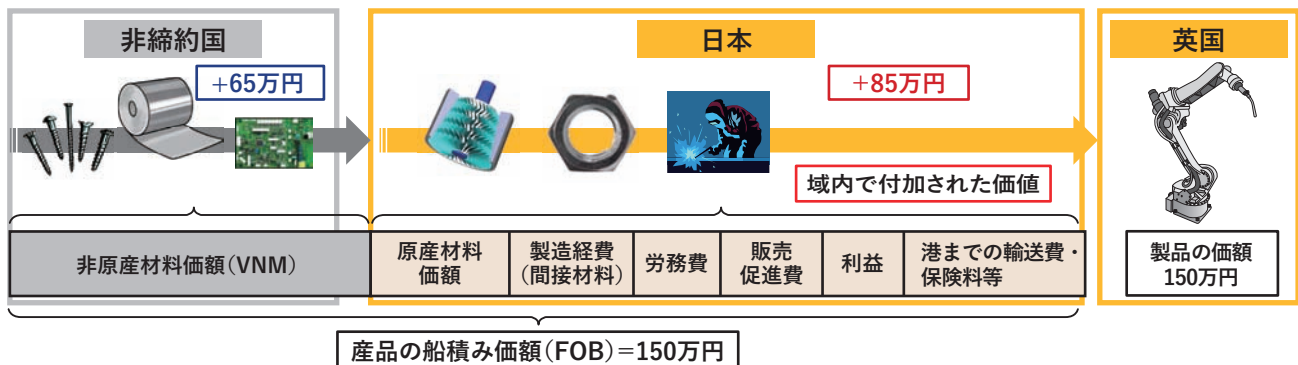 非締約国
日本
英国
+65万円
+85万円
域内で付加された価値
非原産材料価額(VNM)
原産材料
価額
製造経費
(間接材料)
労務費
販売
促進費
利益
港までの輸送費・
保険料等
製品の価額
150万円
産品の船積み価額(FOB)=150万円